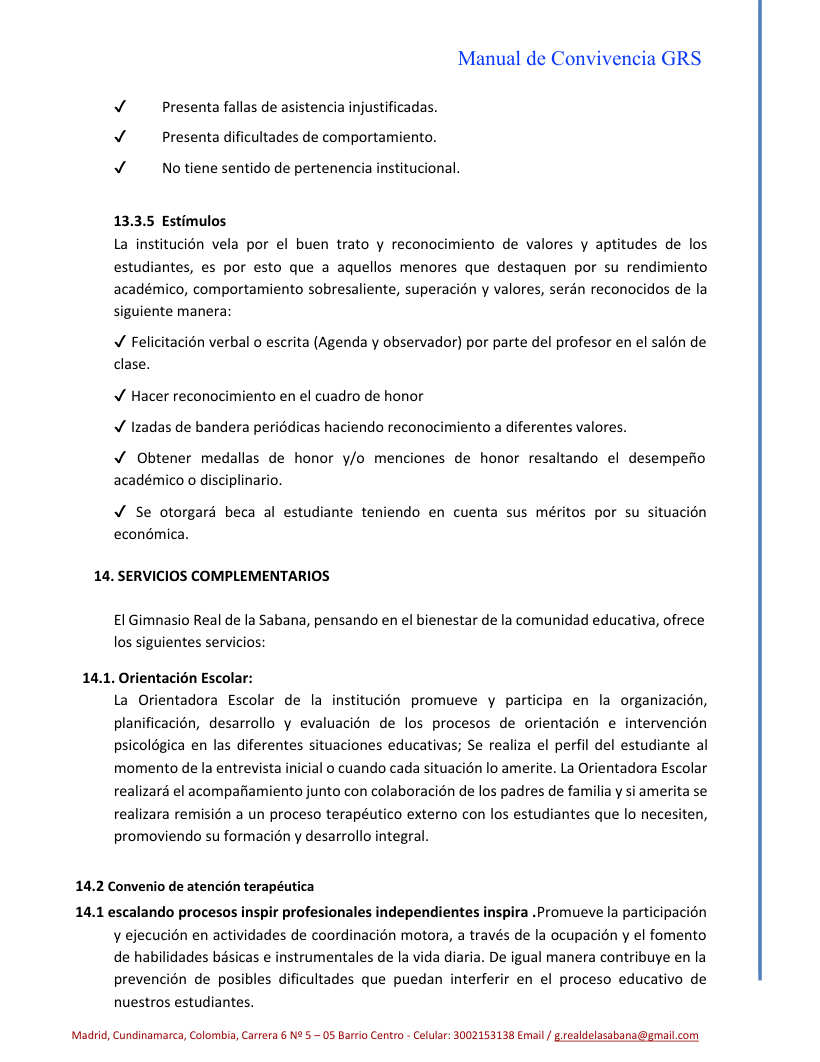 Manual de Convivencia GRS
✓ Presenta fallas de asistencia injustificadas.
✓ Presenta dificultades de comportamiento.
✓ No tiene sentido de pertenencia institucional.
13.3.5 Estímulos
La institución vela por el buen trato y reconocimiento de valores y aptitudes de los
estudiantes, es por esto que a aquellos menores que destaquen por su rendimiento
académico, comportamiento sobresaliente, superación y valores, serán reconocidos de la
siguiente manera:
✓ Felicitación verbal o escrita (Agenda y observador) por parte del profesor en el salón de
clase.
✓ Hacer reconocimiento en el cuadro de honor
✓ Izadas de bandera periódicas haciendo reconocimiento a diferentes valores.
✓ Obtener medallas de honor y/o menciones de honor resaltando el desempeño
académico o disciplinario.
✓ Se otorgará beca al estudiante teniendo en cuenta sus méritos por su situación
económica.
14. SERVICIOS COMPLEMENTARIOS
El Gimnasio Real de la Sabana, pensando en el bienestar de la comunidad educativa, ofrece
los siguientes servicios:
14.1. Orientación Escolar:
La Orientadora Escolar de la institución promueve y participa en la organización,
planificación, desarrollo y evaluación de los procesos de orientación e intervención
psicológica en las diferentes situaciones educativas; Se realiza el perfil del estudiante al
momento de la entrevista inicial o cuando cada situación lo amerite. La Orientadora Escolar
realizará el acompañamiento junto con colaboración de los padres de familia y si amerita se
realizara remisión a un proceso terapéutico externo con los estudiantes que lo necesiten,
promoviendo su formación y desarrollo integral.
14.2 Convenio de atención terapéutica
14.1 escalando procesos inspir profesionales independientes inspira .Promueve la participación
y ejecución en actividades de coordinación motora, a través de la ocupación y el fomento
de habilidades básicas e instrumentales de la vida diaria. De igual manera contribuye en la
prevención de posibles dificultades que puedan interferir en el proceso educativo de
nuestros estudiantes.
Madrid, Cundinamarca, Colombia, Carrera 6 Nº 5 – 05 Barrio Centro - Celular: 3002153138 Email / g.realdelasabana@gmail.com